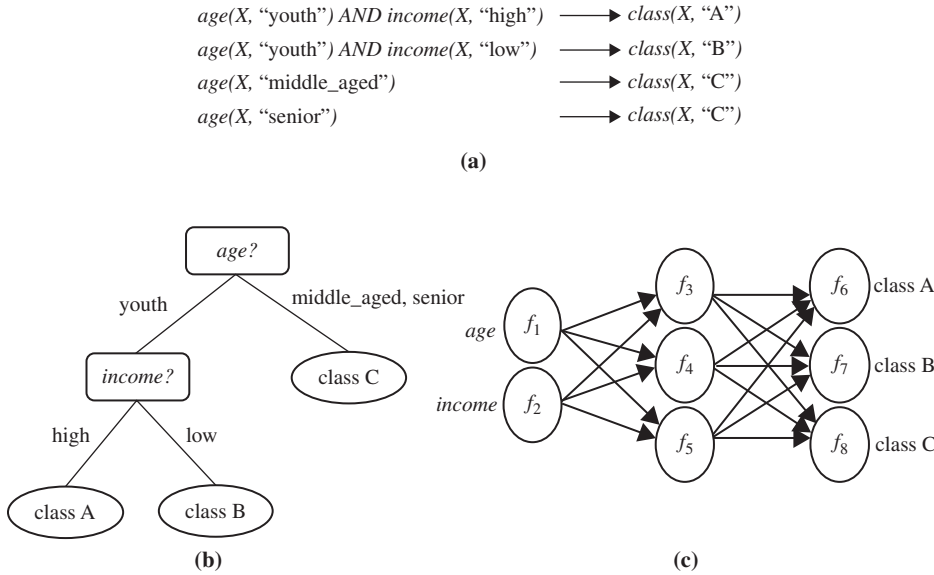 age(X, “youth”) AND income(X, “high”) class(X, “A”)
age(X, “youth”) AND income(X, “low”) class(X, “B”)
age(X, “middle_aged”) class(X, “C”)
age(X, “senior”) class(X, “C”)
(a)
age?
youth
middle_aged, senior
income?
class C
high
low
class A
class B
(b)
age
income
f1
f2
f3
f4
f5
f6
f7
f8
class A
class B
class C
(c)